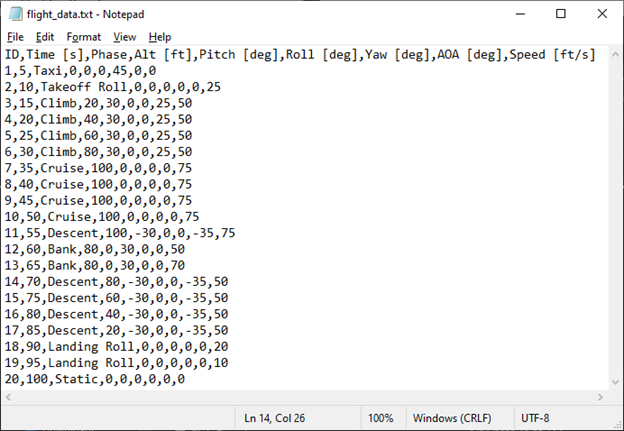 flight_data.txt - Notepad
File Edit Format View Help
ID,Time [s],Phase,Alt [ft],Pitch [deg],Roll [deg],Yaw [deg],AOA [deg],Speed [ft/s]
1,5,Taxi,0,0,0,45,0,0
2,10,Takeoff Roll,0,0,0,0,0,25
3,15,Climb,20,30,0,0,25,50
4,20,Climb,40,30,0,0,25,50
5,25,Climb,60,30,0,0,25,50
6,30,Climb,80,30,0,0,25,50
7,35,Cruise,100,0,0,0,0,75
8,40,Cruise,100,0,0,0,0,75
9,45,Cruise,100,0,0,0,0,75
10,50,Cruise,100,0,0,0,0,75
11,55,Descent,100,-30,0,0,-35,75
12,60,Bank,80,0,30,0,0,50
13,65,Bank,80,0,30,0,0,70
14,70,Descent,80,-30,0,0,-35,50
15,75,Descent,60,-30,0,0,-35,50
16,80,Descent,40,-30,0,0,-35,50
17,85,Descent,20,-30,0,0,-35,50
18,90,Landing Roll,0,0,0,0,0,20
19,95,Landing Roll,0,0,0,0,0,10
20,100,Static,0,0,0,0,0,0
Ln 14, Col 26 100% Windows (CRLF) UTF-8